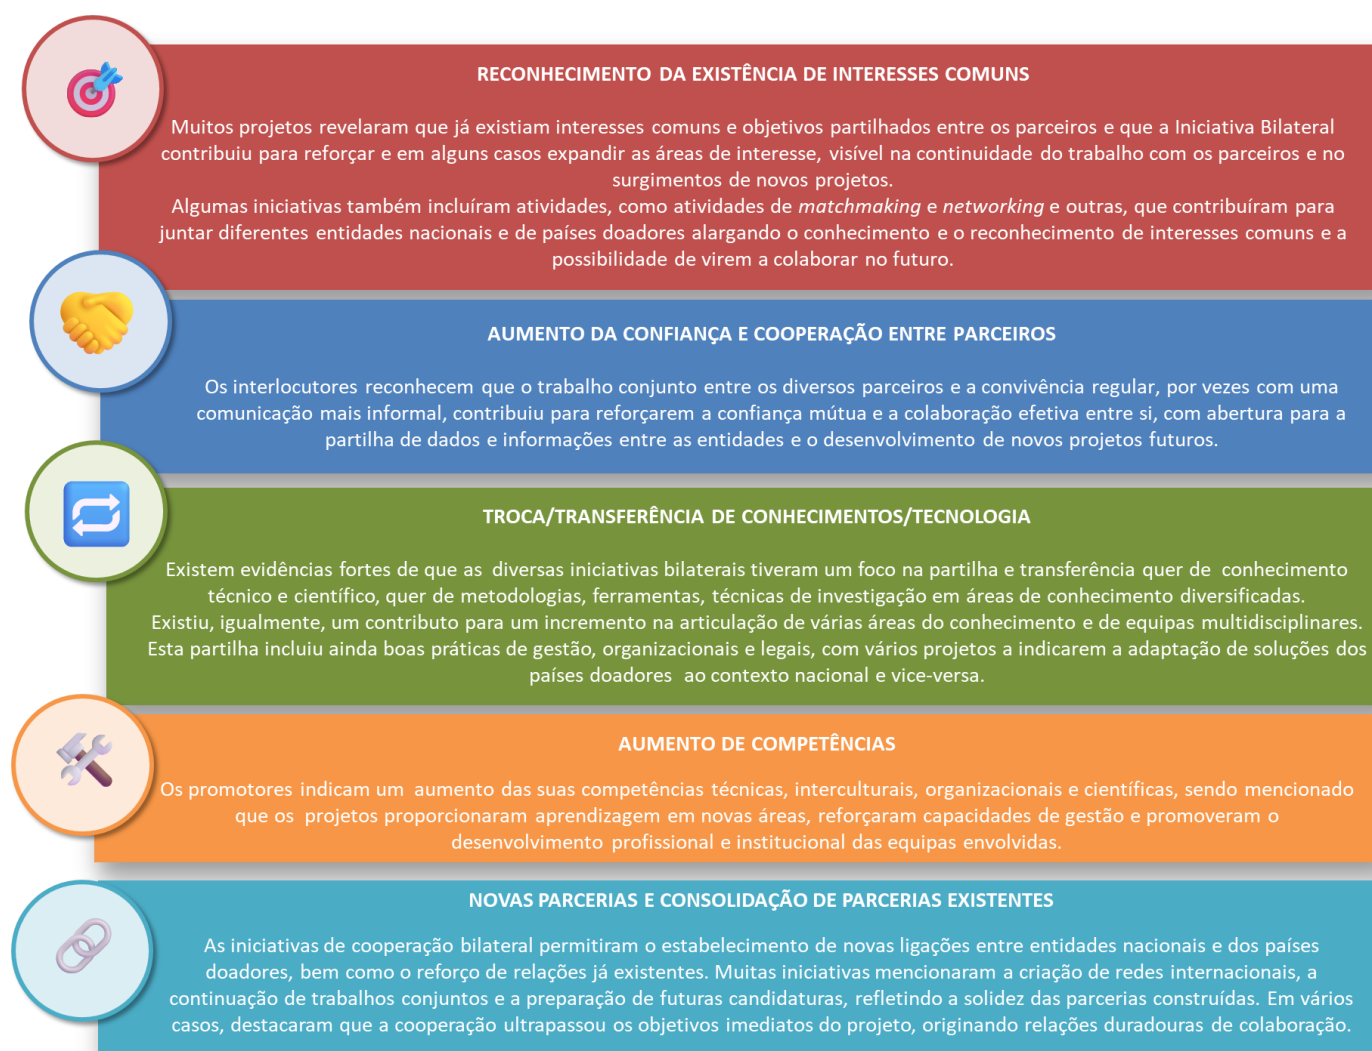 RECONHECIMENTO DA EXISTÊNCIA DE INTERESSES COMUNS
Muitos projetos revelaram que já existiam interesses comuns e objetivos partilhados entre os parceiros e que a Iniciativa Bilateral
contribuiu para reforçar e em alguns casos expandir as áreas de interesse, visível na continuidade do trabalho com os parceiros e no
surgimentos de novos projetos.
Algumas iniciativas também incluíram atividades, como atividades de matchmaking e networking e outras, que contribuíram para
juntar diferentes entidades nacionais e de países doadores alargando o conhecimento e o reconhecimento de interesses comuns e a
possibilidade de virem a colaborar no futuro.
AUMENTO DA CONFIANÇA E COOPERAÇÃO ENTRE PARCEIROS
Os interlocutores reconhecem que o trabalho conjunto entre os diversos parceiros e a convivência regular, por vezes com uma
comunicação mais informal, contribuiu para reforçarem a confiança mútua e a colaboração efetiva entre si, com abertura para a
partilha de dados e informações entre as entidades e o desenvolvimento de novos projetos futuros.
TROCA/TRANSFERÊNCIA DE CONHECIMENTOS/TECNOLOGIA
Existem evidências fortes de que as diversas iniciativas bilaterais tiveram um foco na partilha e transferência quer de conhecimento
técnico e científico, quer de metodologias, ferramentas, técnicas de investigação em áreas de conhecimento diversificadas.
Existiu, igualmente, um contributo para um incremento na articulação de várias áreas do conhecimento e de equipas multidisciplinares.
Esta partilha incluiu ainda boas práticas de gestão, organizacionais e legais, com vários projetos a indicarem a adaptação de soluções dos
países doadores ao contexto nacional e vice-versa.
AUMENTO DE COMPETÊNCIAS
Os promotores indicam um aumento das suas competências técnicas, interculturais, organizacionais e científicas, sendo mencionado
que os projetos proporcionaram aprendizagem em novas áreas, reforçaram capacidades de gestão e promoveram o
desenvolvimento profissional e institucional das equipas envolvidas.
NOVAS PARCERIAS E CONSOLIDAÇÃO DE PARCERIAS EXISTENTES
As iniciativas de cooperação bilateral permitiram o estabelecimento de novas ligações entre entidades nacionais e dos países
doadores, bem como o reforço de relações já existentes. Muitas iniciativas mencionaram a criação de redes internacionais, a
continuação de trabalhos conjuntos e a preparação de futuras candidaturas, refletindo a solidez das parcerias construídas. Em vários
casos, destacaram que a cooperação ultrapassou os objetivos imediatos do projeto, originando relações duradouras de colaboração.